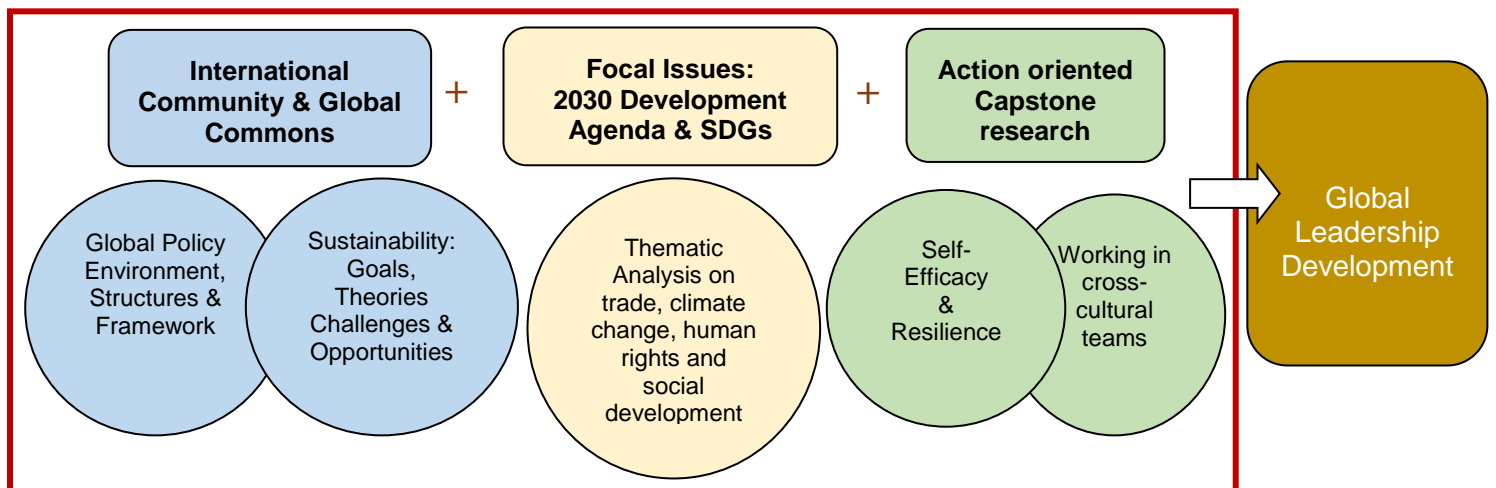 International
Community & Global
Commons
+
Focal Issues:
2030 Development
Agenda & SDGs
+
Action oriented
Capstone
research
Global Policy
Environment,
Structures &
Framework
Sustainability:
Goals,
Theories
Challenges &
Opportunities
Thematic
Analysis on
trade, climate
change, human
rights and
social
development
Self-
Efficacy
&
Resilience
Working in
cross-
cultural
teams
Global
Leadership
Development